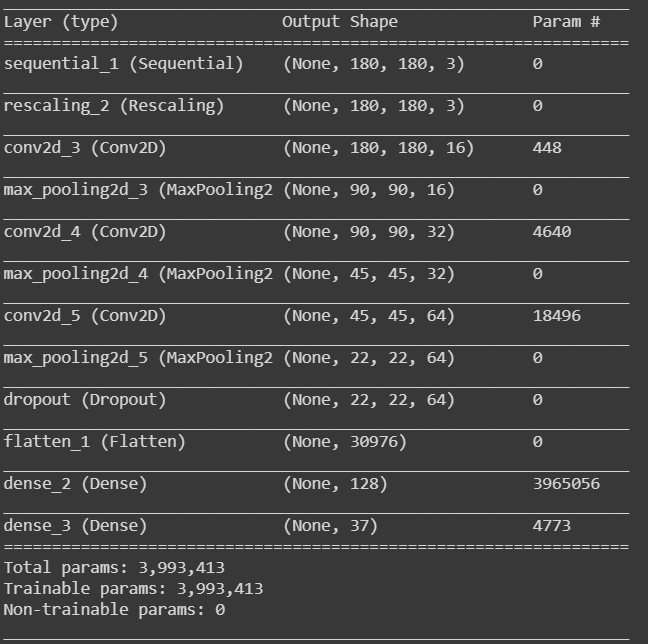 Layer (type) Output Shape Param #
=================================================================
sequential_1 (Sequential) (None, 180, 180, 3) 0
rescaling_2 (Rescaling) (None, 180, 180, 3) 0
conv2d_3 (Conv2D) (None, 180, 180, 16) 448
max_pooling2d_3 (MaxPooling2 (None, 90, 90, 16) 0
conv2d_4 (Conv2D) (None, 90, 90, 32) 4640
max_pooling2d_4 (MaxPooling2 (None, 45, 45, 32) 0
conv2d_5 (Conv2D) (None, 45, 45, 64) 18496
max_pooling2d_5 (MaxPooling2 (None, 22, 22, 64) 0
dropout (Dropout) (None, 22, 22, 64) 0
flatten_1 (Flatten) (None, 30976) 0
dense_2 (Dense) (None, 128) 3965056
dense_3 (Dense) (None, 37) 4773
=================================================================
Total params: 3,993,413
Trainable params: 3,993,413
Non-trainable params: 0